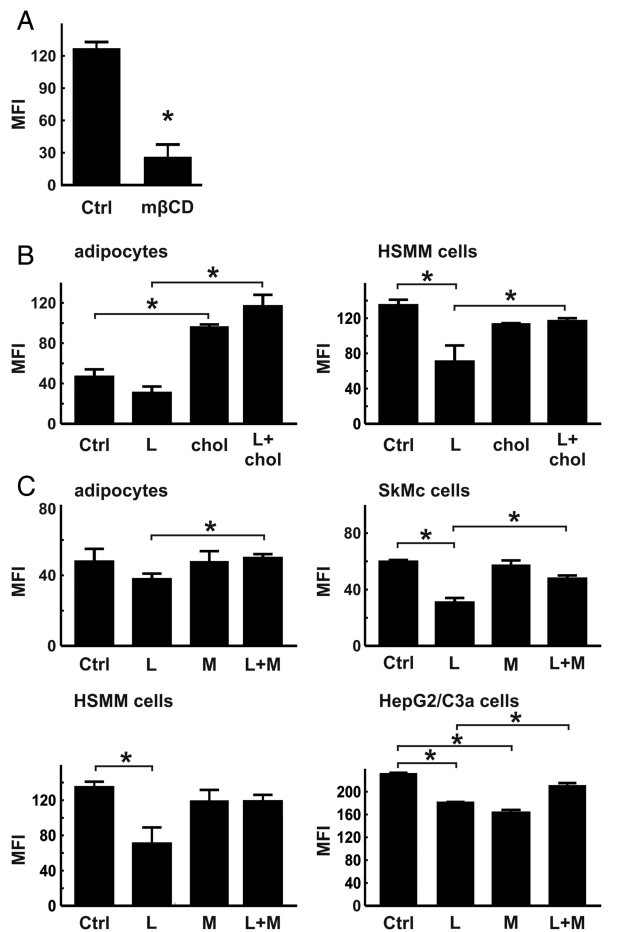 A
MFI
120
90
60
30
0
*
Ctrl mβCD
B
adipocytes
MFI
120
80
40
0
* *
Ctrl L chol L+
chol
HSMM cells
MFI
120
80
40
0
* *
Ctrl L chol L+
chol
C
adipocytes
MFI
80
40
0
*
Ctrl L M L+M
SkMc cells
MFI
80
40
0
* *
Ctrl L M L+M
HSMM cells
MFI
120
80
40
0
*
Ctrl L M L+M
HepG2/C3a cells
MFI
200
160
120
80
40
0
* * *
Ctrl L M L+M